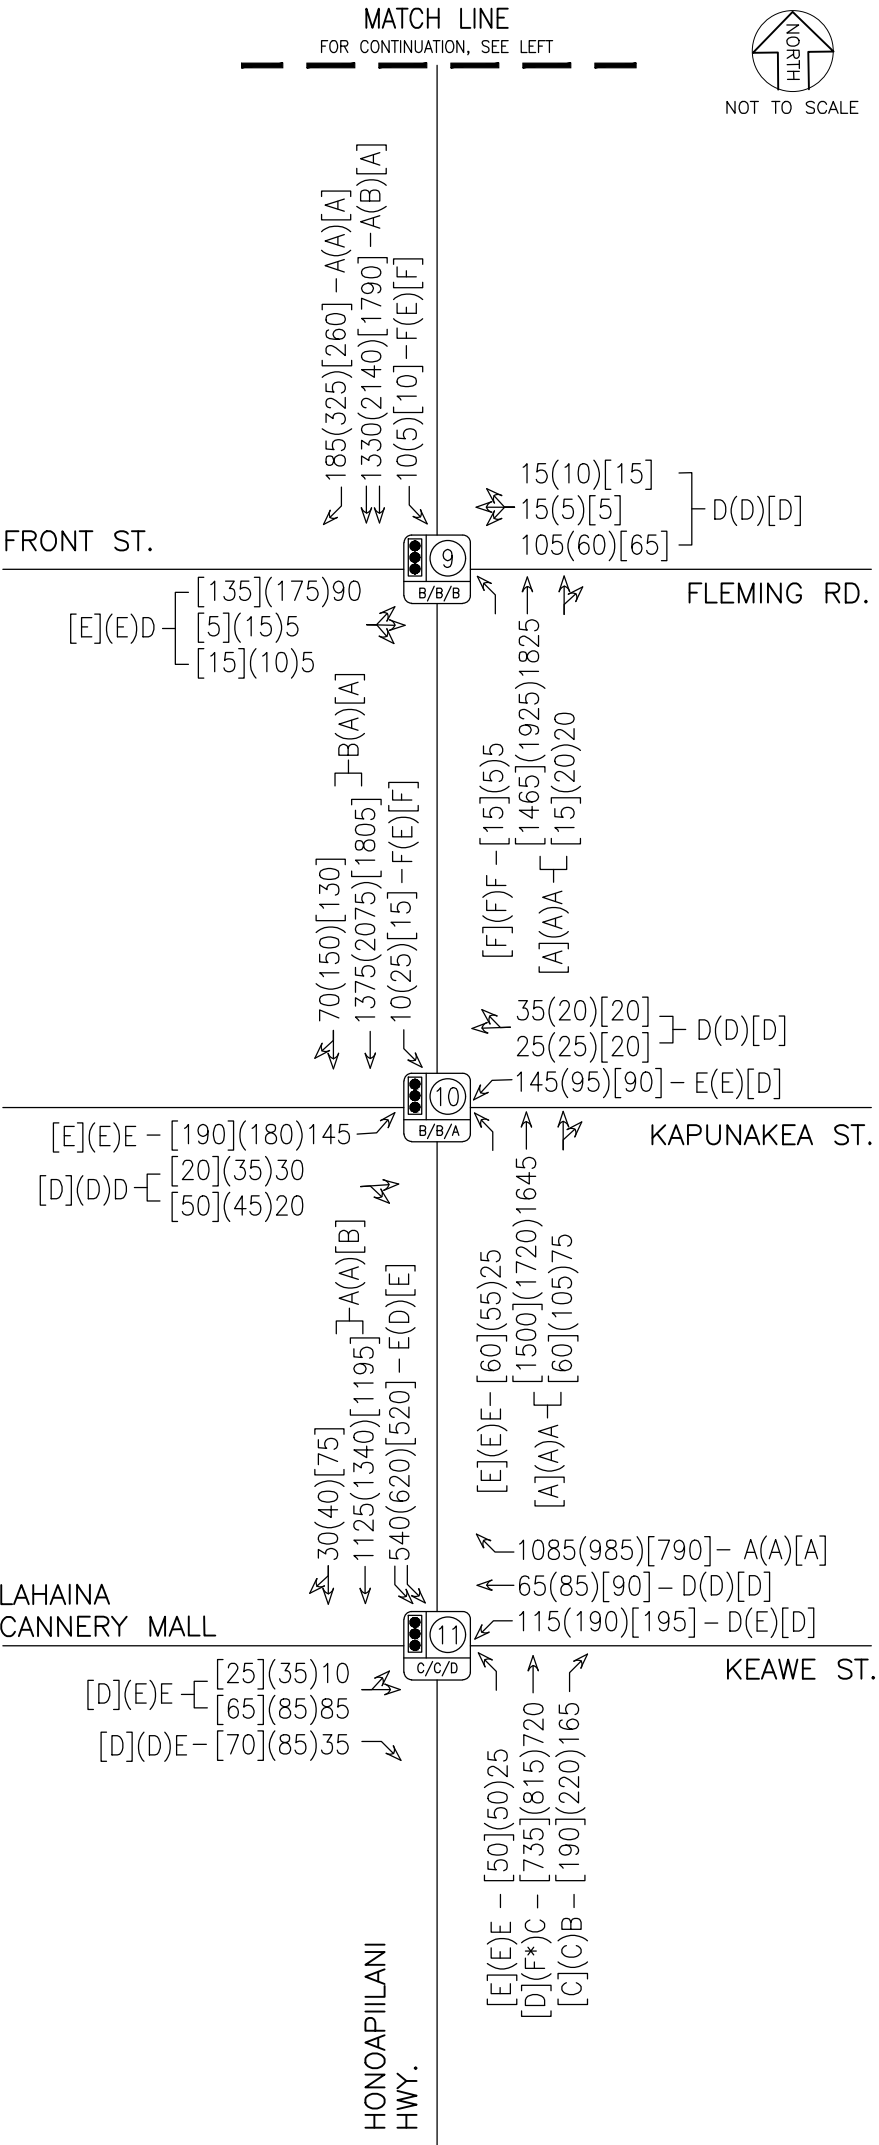 MATCH LINE
FOR CONTINUATION, SEE LEFT
NORTH
NOT TO SCALE
185(325)[260] – A(A)[A]
1330(2140)[1790] – A(B)[A]
10(5)[10] – F(E)[F]
15(10)[15]
15(5)[5]
105(60)[65]
D(D)[D]
FRONT ST.
9
B/B/B
FLEMING RD.
[E](E)D
[135](175)90
[5](15)5
[15](10)5
[F](F)F – [15](5)5
[1465](1925)1825
[15](20)20
[A](A)A
70(150)[130]
1375(2075)[1805]
B(A)[A]
10(25)[15] – F(E)[F]
35(20)[20]
25(25)[20]
D(D)[D]
145(95)[90] – E(E)[D]
10
B/B/A
KAPUNAKEA ST.
[E](E)E – [190](180)145
[D](D)D
[20](35)30
[50](45)20
[E](E)E – [60](55)25
[1500](1720)1645
[60](105)75
[A](A)A
30(40)[75]
1125(1340)[1195]
A(A)[B]
540(620)[520] – E(D)[E]
1085(985)[790] – A(A)[A]
65(85)[90] – D(D)[D]
115(190)[195] – D(E)[D]
LAHAINA
CANNERY MALL
11
C/C/D
KEAWE ST.
[D](E)E
[25](35)10
[65](85)85
[D](D)E – [70](85)35
[E](E)E – [50](50)25
[D](F*)C – [735](815)720
[C](C)B – [190](220)165
HONOAPIILANI
HWY.